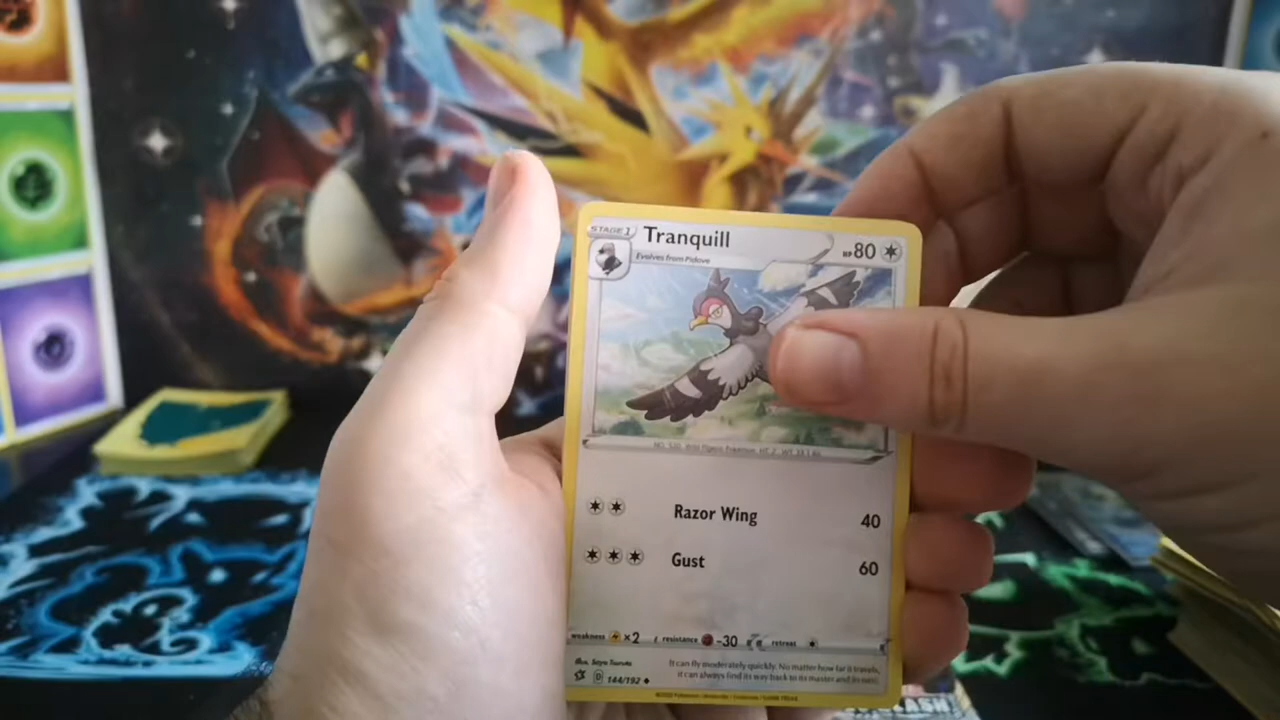 STAGE 1
Tranquill
HP 80
Evolves from Pidove
Razor Wing 40
Gust 60
weakness ×2 resistance -30 retreat
It can fly moderately quickly. No matter how far it travels,
it can always find its way back to its master and its nest.
D 144/192